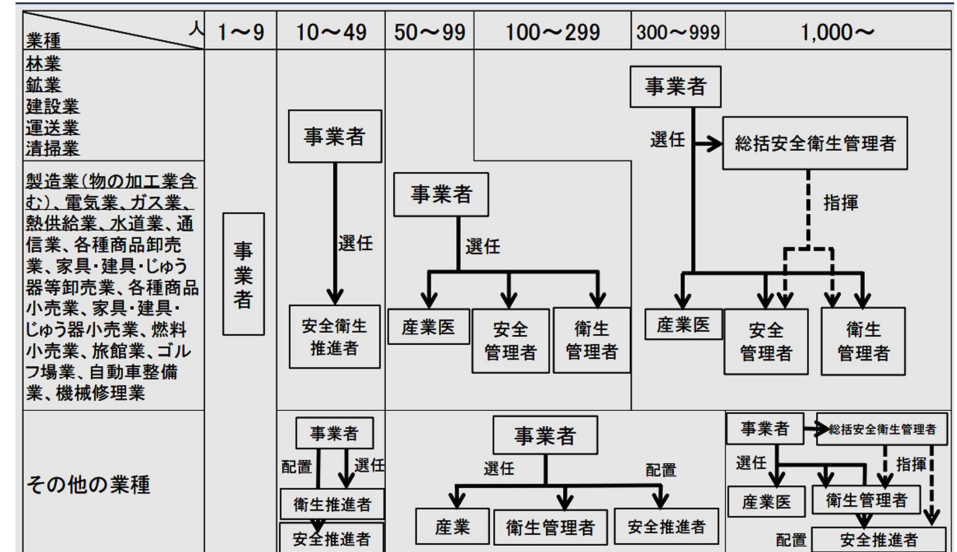 人
業種
1～9
10～49
50～99
100～299
300～999
1,000～
林業
鉱業
建設業
運送業
清掃業
製造業(物の加工業含
む)、電気業、ガス業、
熱供給業、水道業、通
信業、各種商品卸売
業、家具・建具・じゅう
器等卸売業、各種商品
小売業、家具・建具・
じゅう器小売業、燃料
小売業、旅館業、ゴル
フ場業、自動車整備
業、機械修理業
事業者
事業者
選任
安全衛生
推進者
事業者
選任
産業医
安全
管理者
衛生
管理者
事業者
選任
総括安全衛生管理者
指揮
産業医
安全
管理者
衛生
管理者
その他の業種
事業者
配置
選任
衛生推進者
安全推進者
事業者
選任
配置
産業
衛生管理者
安全推進者
事業者
総括安全衛生管理者
選任
指揮
産業医
衛生管理者
配置
安全推進者